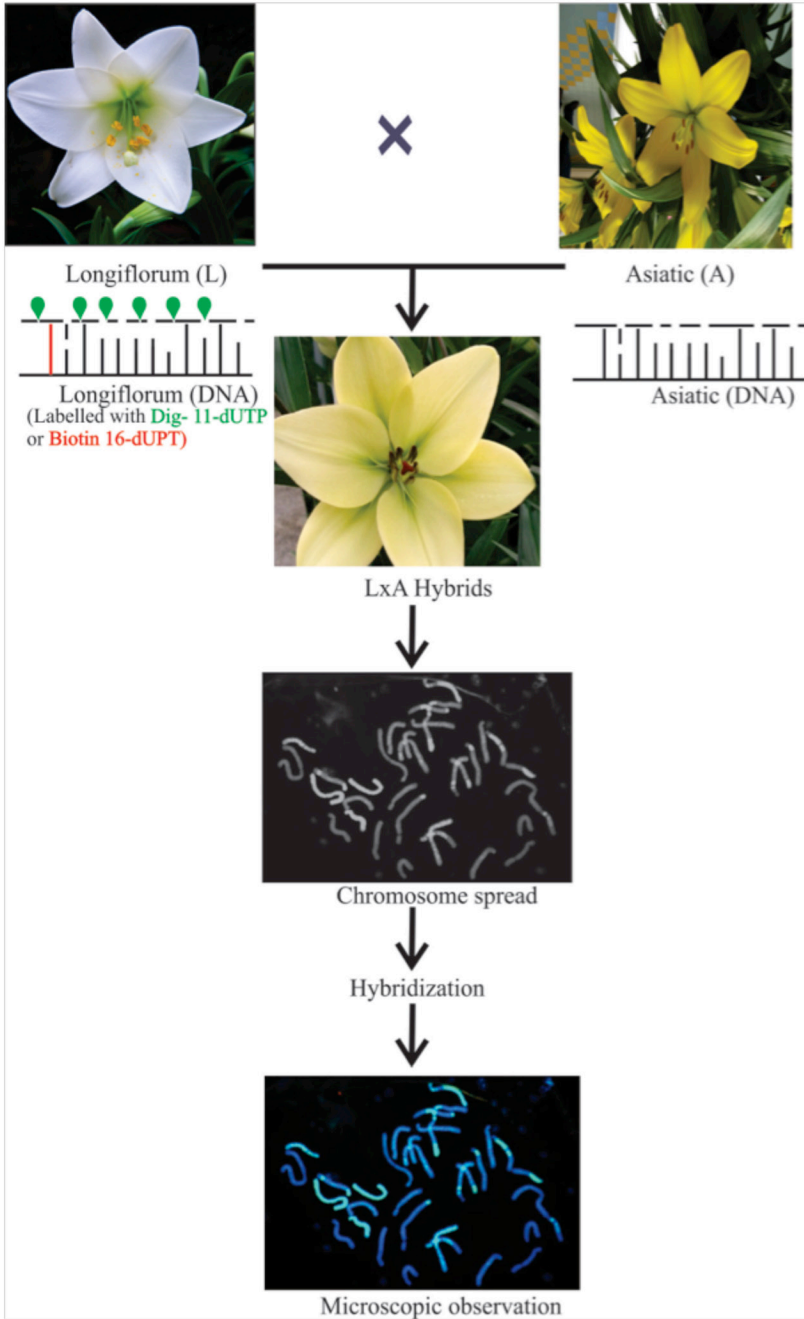 ×
Longiflorum (L)
Asiatic (A)
Longiflorum (DNA)
(Labelled with Dig- 11-dUTP
or Biotin 16-dUPT)
Asiatic (DNA)
LxA Hybrids
Chromosome spread
Hybridization
Microscopic observation